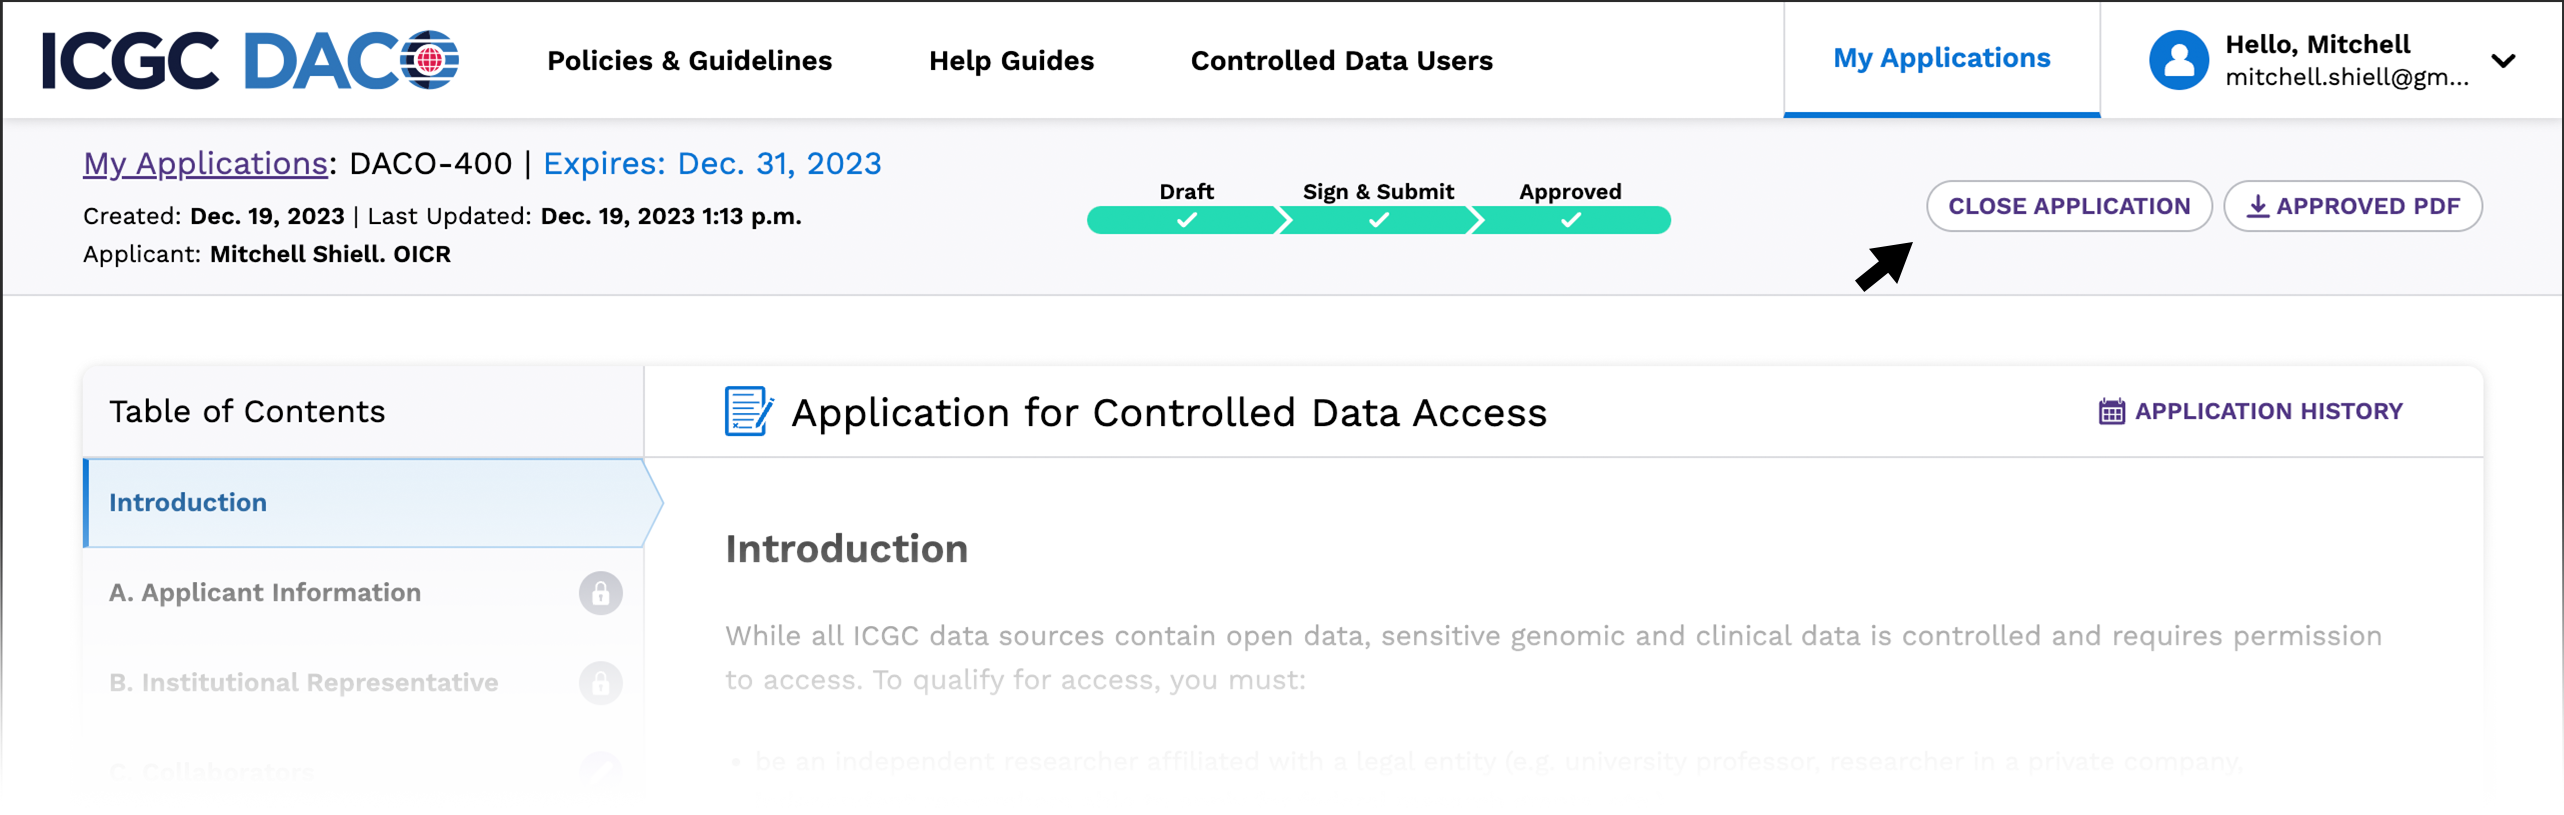 ICGC DACO
Policies & Guidelines
Help Guides
Controlled Data Users
My Applications
Hello, Mitchell
mitchell.shiell@gm...
My Applications: DACO-400 | Expires: Dec. 31, 2023
Created: Dec. 19, 2023 | Last Updated: Dec. 19, 2023 1:13 p.m.
Applicant: Mitchell Shiell. OICR
Draft
Sign & Submit
Approved
CLOSE APPLICATION
APPROVED PDF
Table of Contents
Introduction
A. Applicant Information
B. Institutional Representative
C. Collaborators
Application for Controlled Data Access
APPLICATION HISTORY
Introduction
While all ICGC data sources contain open data, sensitive genomic and clinical data is controlled and requires permission
to access. To qualify for access, you must:
• be an independent researcher affiliated with a legal entity (e.g. university professor, researcher in a private company,